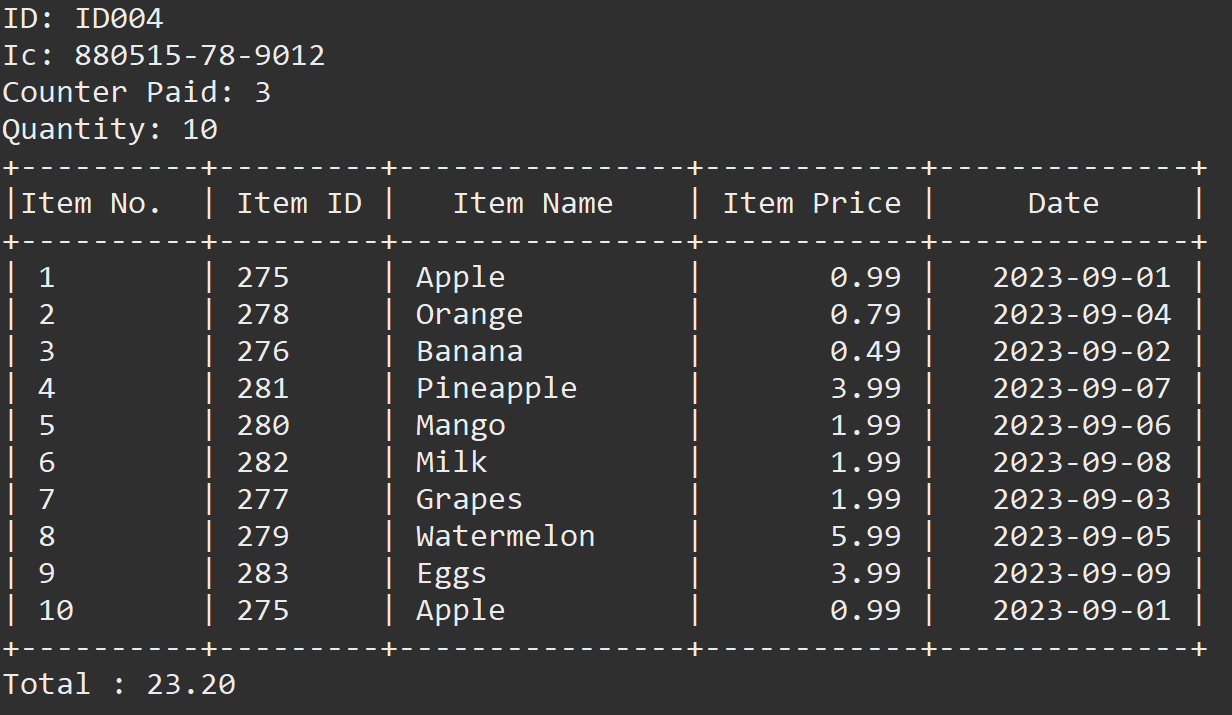 ID: ID004
Ic: 880515-78-9012
Counter Paid: 3
Quantity: 10
+----------+---------+----------------+------------+--------------+
|Item No.  | Item ID |   Item Name    | Item Price |     Date     |
+----------+---------+----------------+------------+--------------+
| 1        | 275     | Apple          |       0.99 |   2023-09-01 |
| 2        | 278     | Orange         |       0.79 |   2023-09-04 |
| 3        | 276     | Banana         |       0.49 |   2023-09-02 |
| 4        | 281     | Pineapple      |       3.99 |   2023-09-07 |
| 5        | 280     | Mango          |       1.99 |   2023-09-06 |
| 6        | 282     | Milk           |       1.99 |   2023-09-08 |
| 7        | 277     | Grapes         |       1.99 |   2023-09-03 |
| 8        | 279     | Watermelon     |       5.99 |   2023-09-05 |
| 9        | 283     | Eggs           |       3.99 |   2023-09-09 |
| 10       | 275     | Apple          |       0.99 |   2023-09-01 |
+----------+---------+----------------+------------+--------------+
Total : 23.20